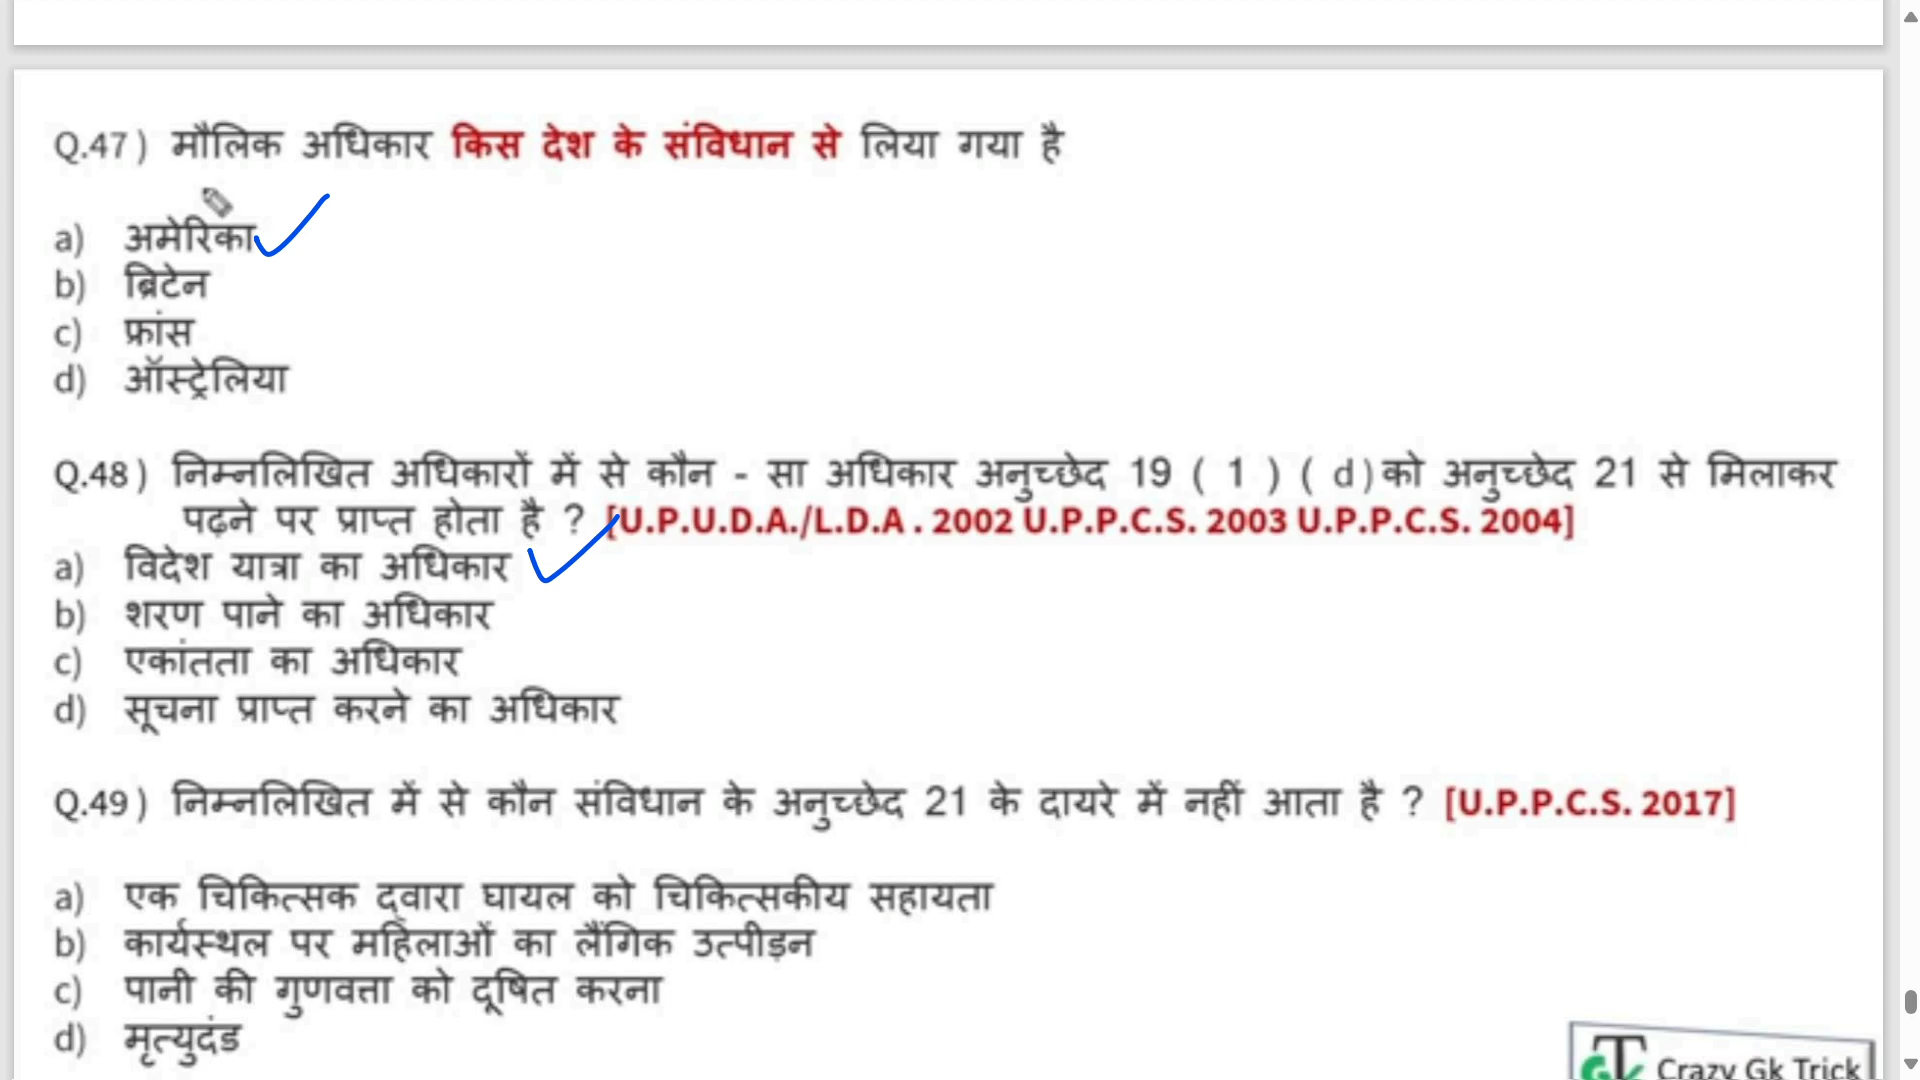 Q.47) मौलिक अधिकार किस देश के संविधान से लिया गया है
a) अमेरिका
b) ब्रिटेन
c) फ्रांस
d) ऑस्ट्रेलिया
Q.48) निम्नलिखित अधिकारों में से कौन - सा अधिकार अनुच्छेद 19 ( 1 ) ( d)को अनुच्छेद 21 से मिलाकर
पढ़ने पर प्राप्त होता है ? [U.P.U.D.A./L.D.A . 2002 U.P.P.C.S. 2003 U.P.P.C.S. 2004]
a) विदेश यात्रा का अधिकार
b) शरण पाने का अधिकार
c) एकांतता का अधिकार
d) सूचना प्राप्त करने का अधिकार
Q.49) निम्नलिखित में से कौन संविधान के अनुच्छेद 21 के दायरे में नहीं आता है ? [U.P.P.C.S. 2017]
a) एक चिकित्सक द्वारा घायल को चिकित्सकीय सहायता
b) कार्यस्थल पर महिलाओं का लैंगिक उत्पीड़न
c) पानी की गुणवत्ता को दूषित करना
d) मृत्युदंड
Crazy Gk Trick